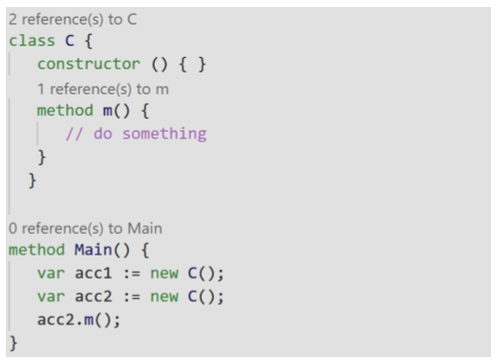 2 reference(s) to C
class C {
constructor () { }
1 reference(s) to m
method m() {
// do something
}
}
0 reference(s) to Main
method Main() {
var acc1 := new C();
var acc2 := new C();
acc2.m();
}